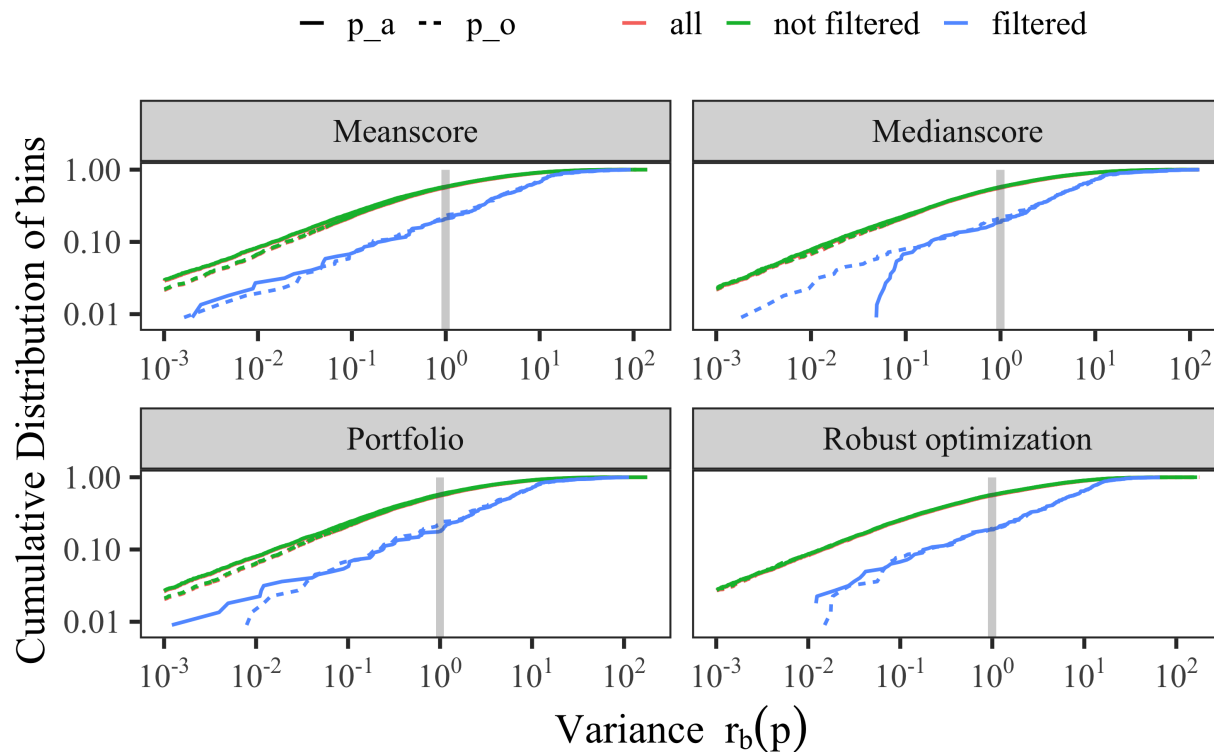 p_a p_o all not filtered filtered
Cumulative Distribution of bins
Meanscore Medianscore
1.00
0.10
0.01
10⁻³ 10⁻² 10⁻¹ 10⁰ 10¹ 10² 10⁻³ 10⁻² 10⁻¹ 10⁰ 10¹ 10²
Portfolio Robust optimization
1.00
0.10
0.01
10⁻³ 10⁻² 10⁻¹ 10⁰ 10¹ 10² 10⁻³ 10⁻² 10⁻¹ 10⁰ 10¹ 10²
Variance r_b(p)